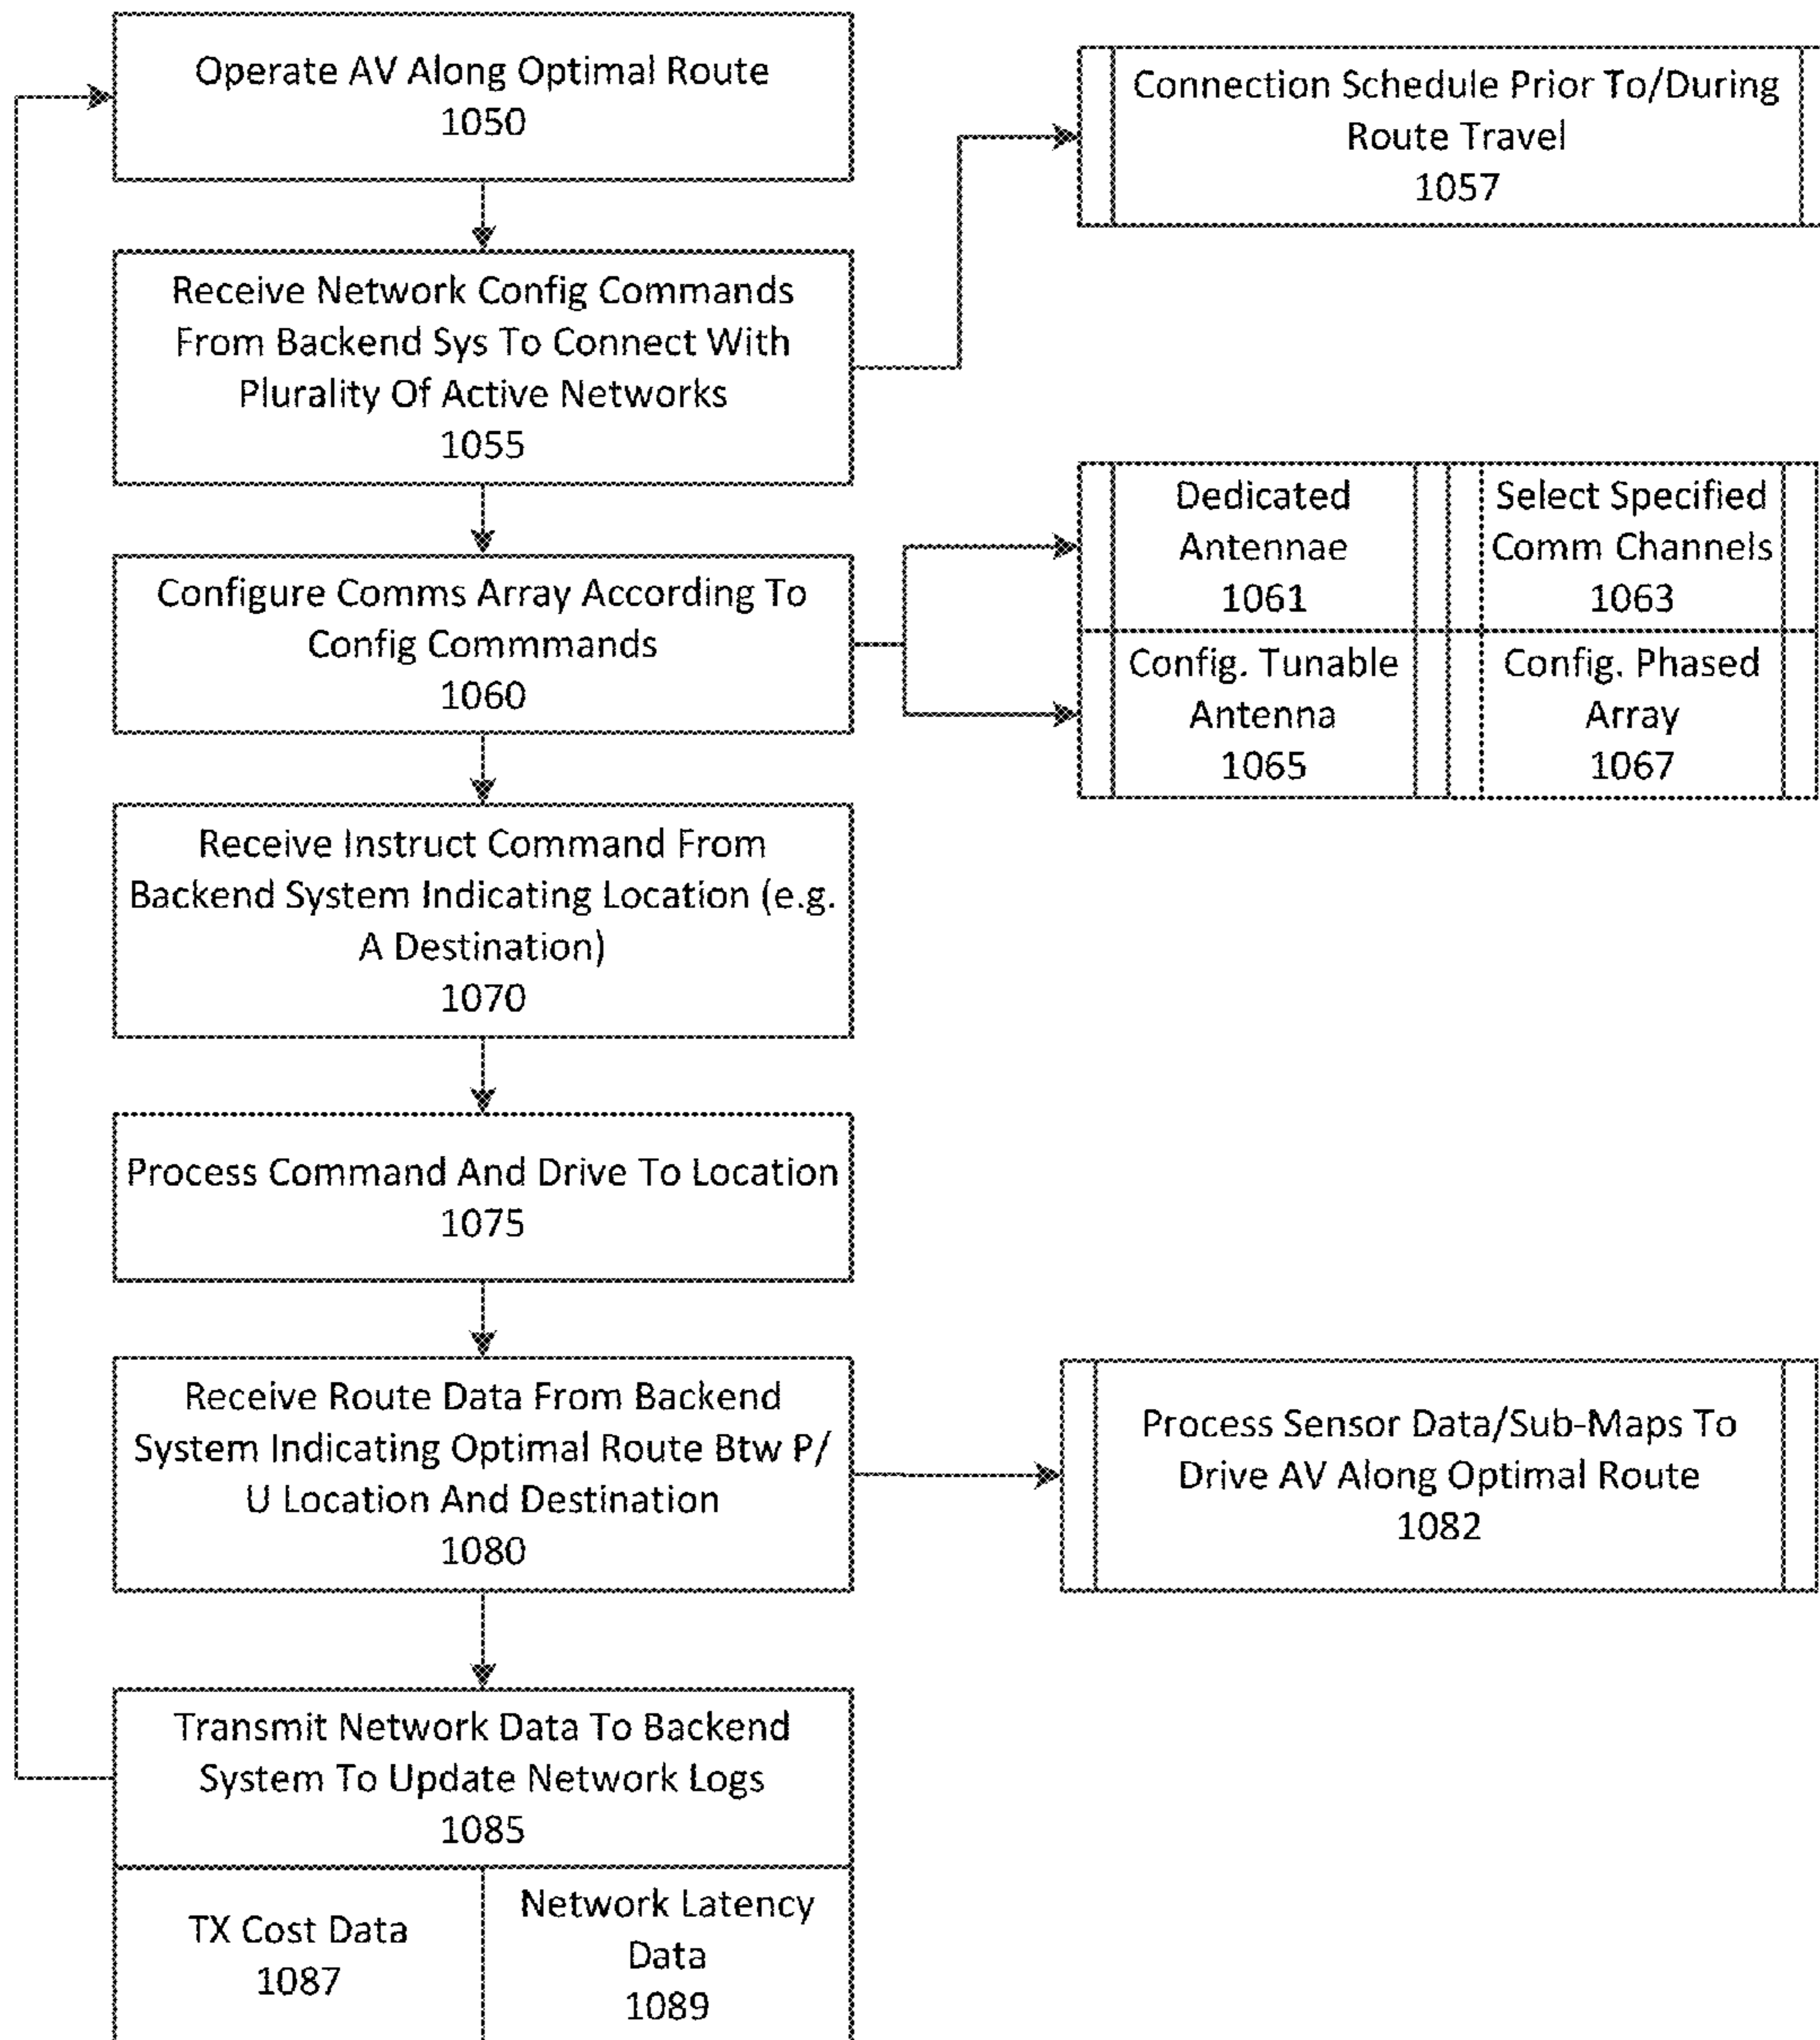 Operate AV Along Optimal Route
1050
Connection Schedule Prior To/During
Route Travel
1057
Receive Network Config Commands
From Backend Sys To Connect With
Plurality Of Active Networks
1055
Configure Comms Array According To
Config Commmands
1060
Dedicated
Antennae
1061
Select Specified
Comm Channels
1063
Config. Tunable
Antenna
1065
Config. Phased
Array
1067
Receive Instruct Command From
Backend System Indicating Location (e.g.
A Destination)
1070
Process Command And Drive To Location
1075
Receive Route Data From Backend
System Indicating Optimal Route Btw P/
U Location And Destination
1080
Process Sensor Data/Sub-Maps To
Drive AV Along Optimal Route
1082
Transmit Network Data To Backend
System To Update Network Logs
1085
TX Cost Data
1087
Network Latency
Data
1089